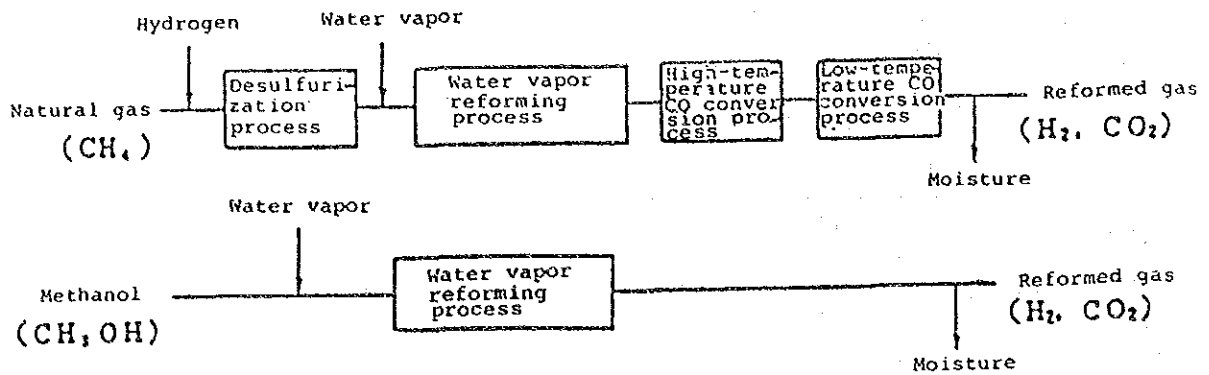 Hydrogen
Water vapor
Natural gas
(CH₄)
Desulfuri-
zation
process
Water vapor
reforming
process
High-tem-
perature
CO conver
sion pro-
cess
Low-tempe-
rature CO
conversion
process
Reformed gas
(H₂, CO₂)
Moisture
Water vapor
Methanol
(CH₃OH)
Water vapor
reforming
process
Reformed gas
(H₂, CO₂)
Moisture